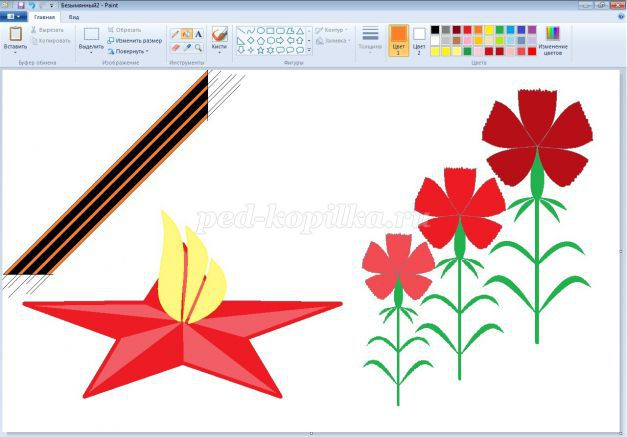 Безымянный2 - Paint
Главная Вид
Вставить
Вырезать
Копировать
Буфер обмена
Выделить
Обрезать
Изменить размер
Повернуть
Изображение
Инструменты
Кисти
Фигуры
Контур
Заливка
Толщина
Цвет 1
Цвет 2
Изменение цветов
Цвета
ped-kopilka.ru